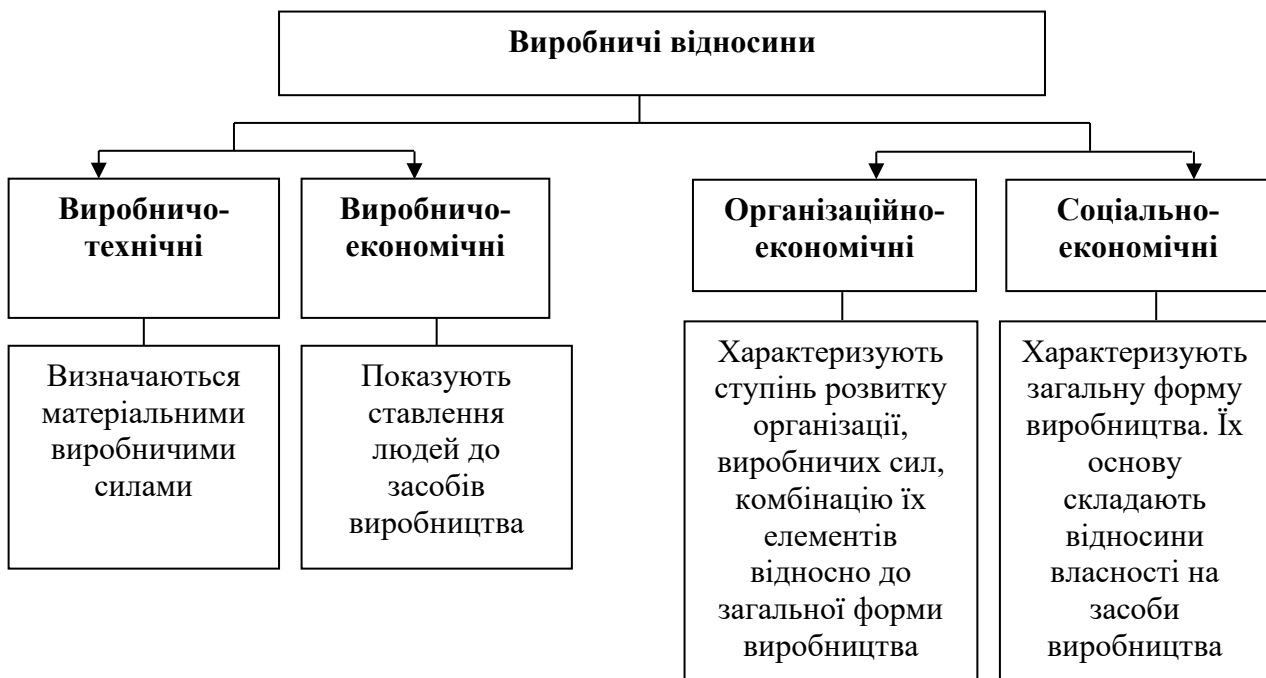 Виробничі відносини
Виробничо-
технічні
Виробничо-
економічні
Організаційно-
економічні
Соціально-
економічні
Визначаються
матеріальними
виробничими
силами
Показують
ставлення
людей до
засобів
виробництва
Характеризують
ступінь розвитку
організації,
виробничих сил,
комбінацію їх
елементів
відносно до
загальної форми
виробництва
Характеризують
загальну форму
виробництва. Їх
основу
складають
відносини
власності на
засоби
виробництва